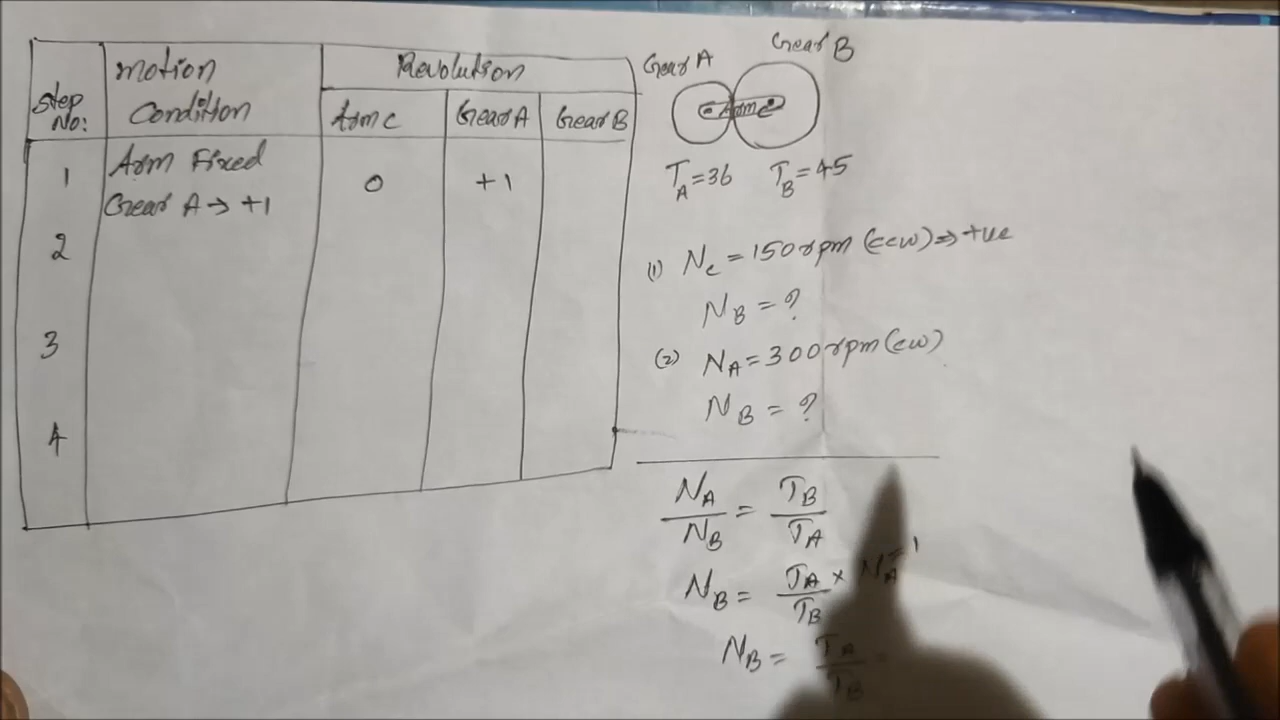 Step No:
Motion Condition
Revolution
Arm C
Gear A
Gear B
1
Arm Fixed
Gear A → +1
0
+1
2
3
4
Gear A
Gear B
Arm C
T_A = 36
T_B = 45
(1) N_C = 150 rpm (ccw) ⇒ +ve
N_B = ?
(2) N_A = 300 rpm (cw)
N_B = ?
N_A / N_B = T_B / T_A
N_B = T_A / T_B × N_A = 1
N_B = T_A / T_B